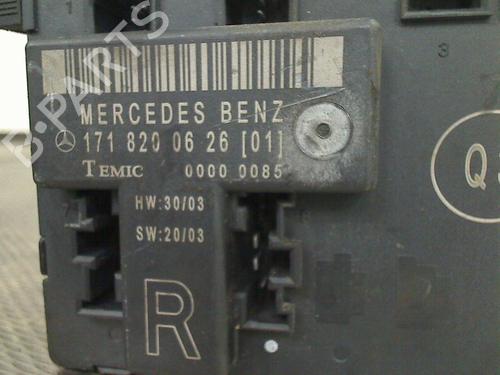 1
3
B-PARTS
MERCEDES BENZ
171 820 06 26 [01]
TEMIC 0000 0085
HW:30/03
SW:20/03
R
Q